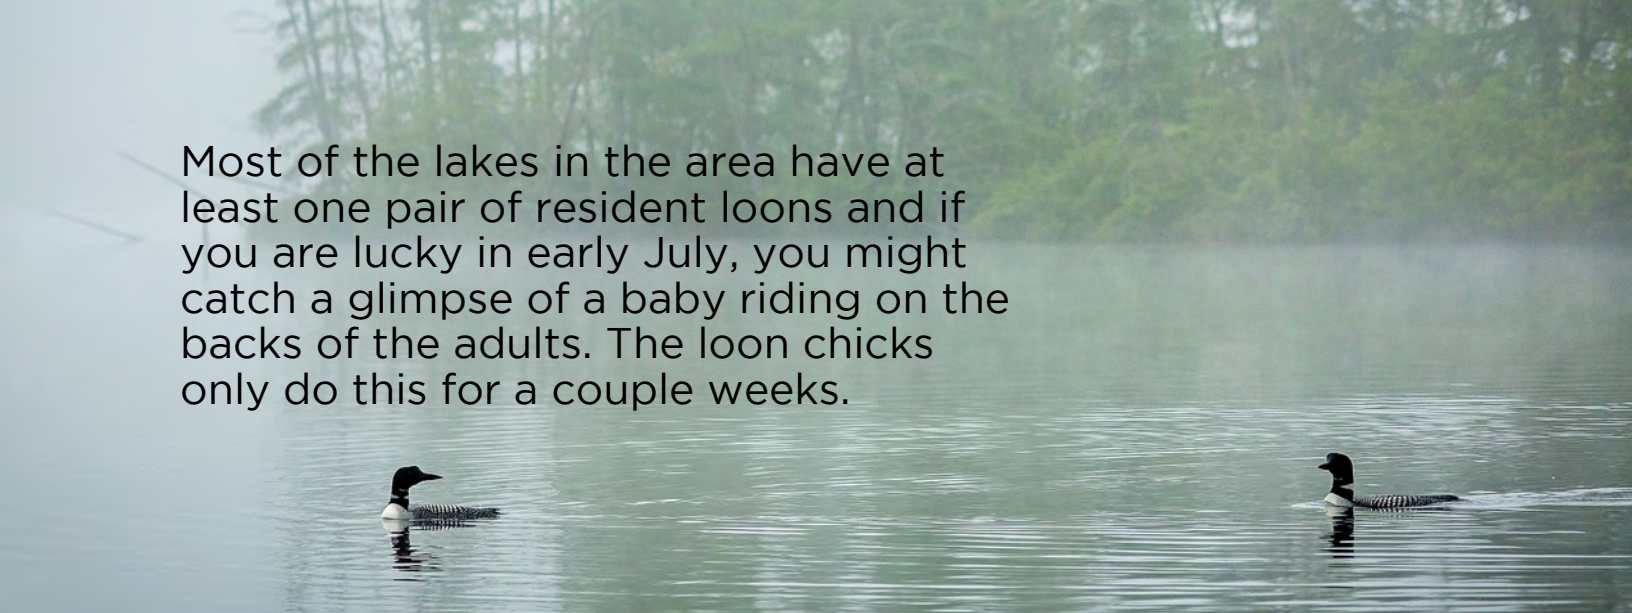 Most of the lakes in the area have at
least one pair of resident loons and if
you are lucky in early July, you might
catch a glimpse of a baby riding on the
backs of the adults. The loon chicks
only do this for a couple weeks.